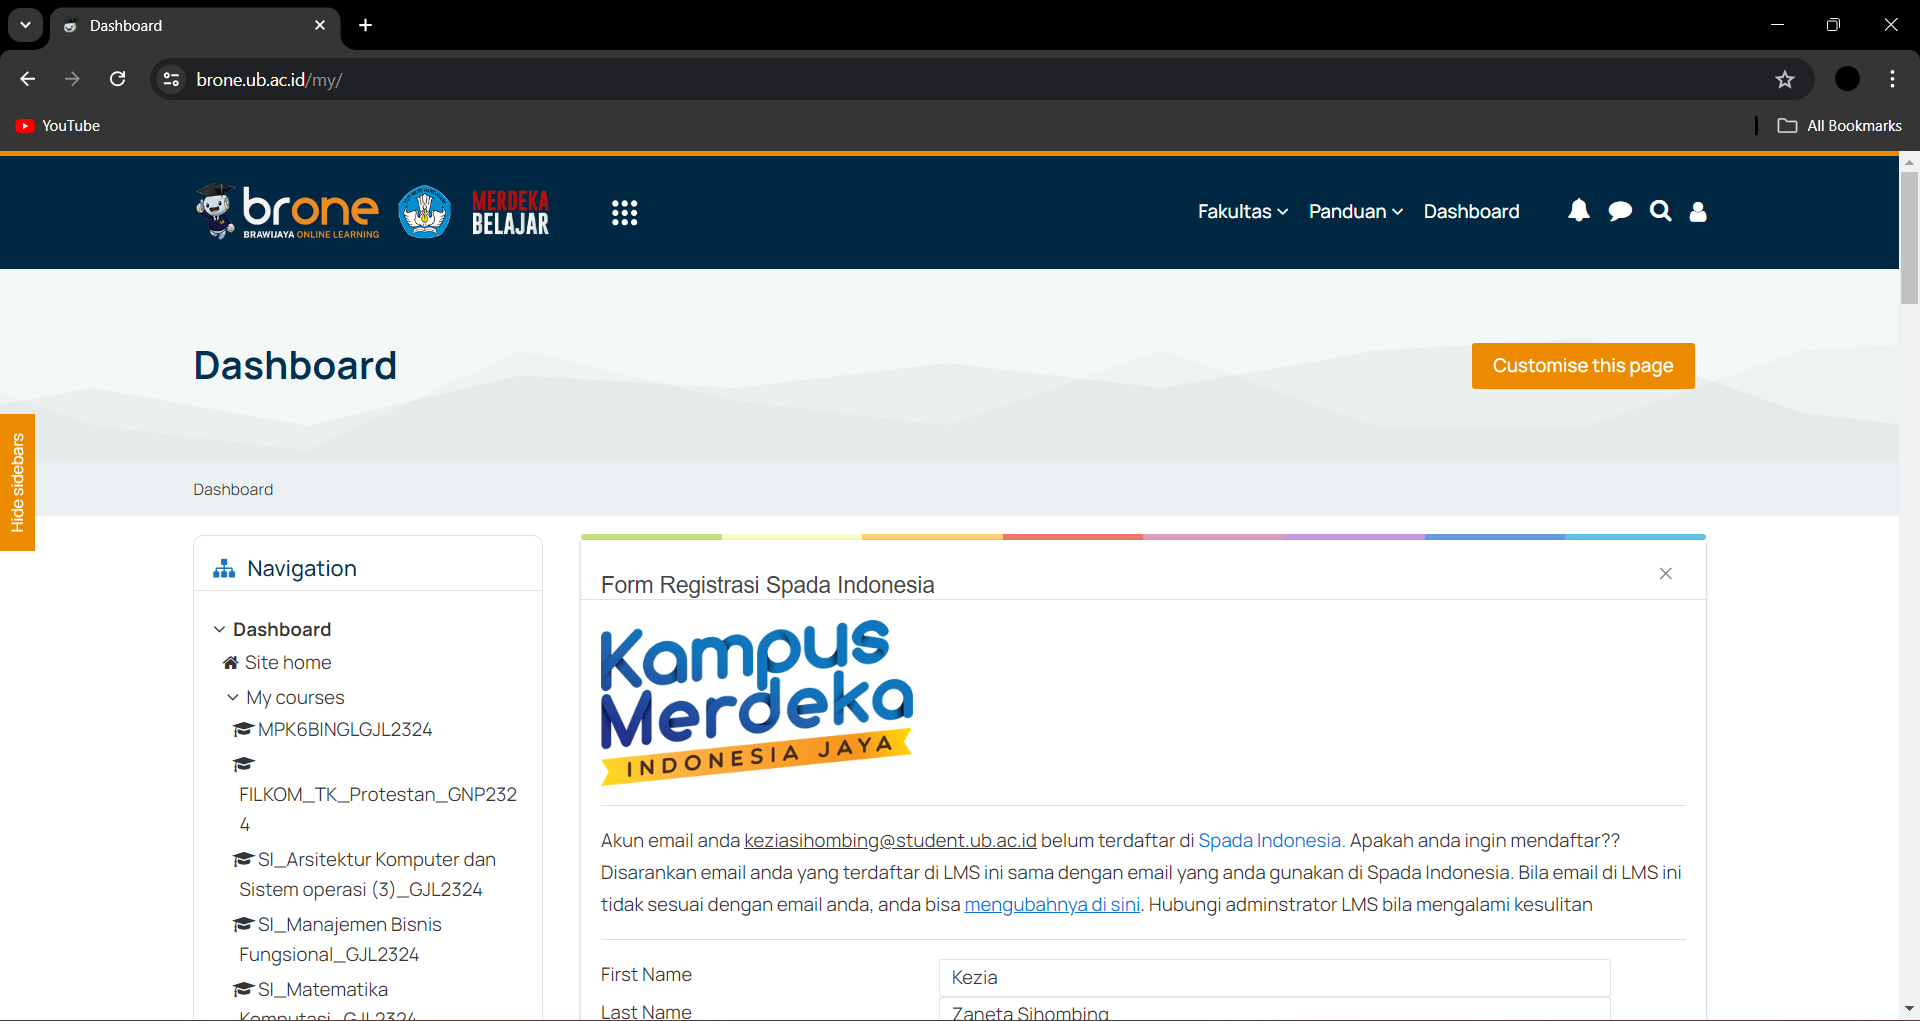 Dashboard
brone.ub.ac.id/my/
YouTube
All Bookmarks
brone
BRAWIJAYA ONLINE LEARNING
MERDEKA
BELAJAR
Fakultas
Panduan
Dashboard
Dashboard
Customise this page
Hide sidebars
Dashboard
Navigation
Dashboard
Site home
My courses
MPK6BINGLGJL2324
FILKOM_TK_Protestan_GNP232
4
SI_Arsitektur Komputer dan
Sistem operasi (3)_GJL2324
SI_Manajemen Bisnis
Fungsional_GJL2324
SI_Matematika
Komputasi_GJL2324
Form Registrasi Spada Indonesia
Kampus
Merdeka
INDONESIA JAYA
Akun email anda keziasihombing@student.ub.ac.id belum terdaftar di Spada Indonesia. Apakah anda ingin mendaftar??
Disarankan email anda yang terdaftar di LMS ini sama dengan email yang anda gunakan di Spada Indonesia. Bila email di LMS ini
tidak sesuai dengan email anda, anda bisa mengubahnya di sini. Hubungi adminstrator LMS bila mengalami kesulitan
First Name
Kezia
Last Name
Zaneta Sihombing